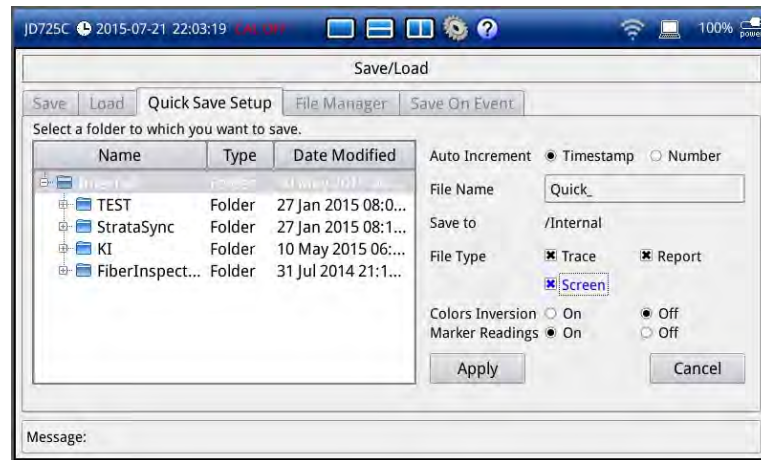 JD725C 2015-07-21 22:03:19 CAL OFF 100%
Save/Load
Save Load Quick Save Setup File Manager Save On Event
Select a folder to which you want to save.
Name Type Date Modified
TEST Folder 27 Jan 2015 08:0...
StrataSync Folder 27 Jan 2015 08:1...
KI Folder 10 May 2015 06:...
FiberInspect... Folder 31 Jul 2014 21:1...
Auto Increment Timestamp Number
File Name Quick_
Save to /Internal
File Type Trace Report
Screen
Colors Inversion On Off
Marker Readings On Off
Apply Cancel
Message: